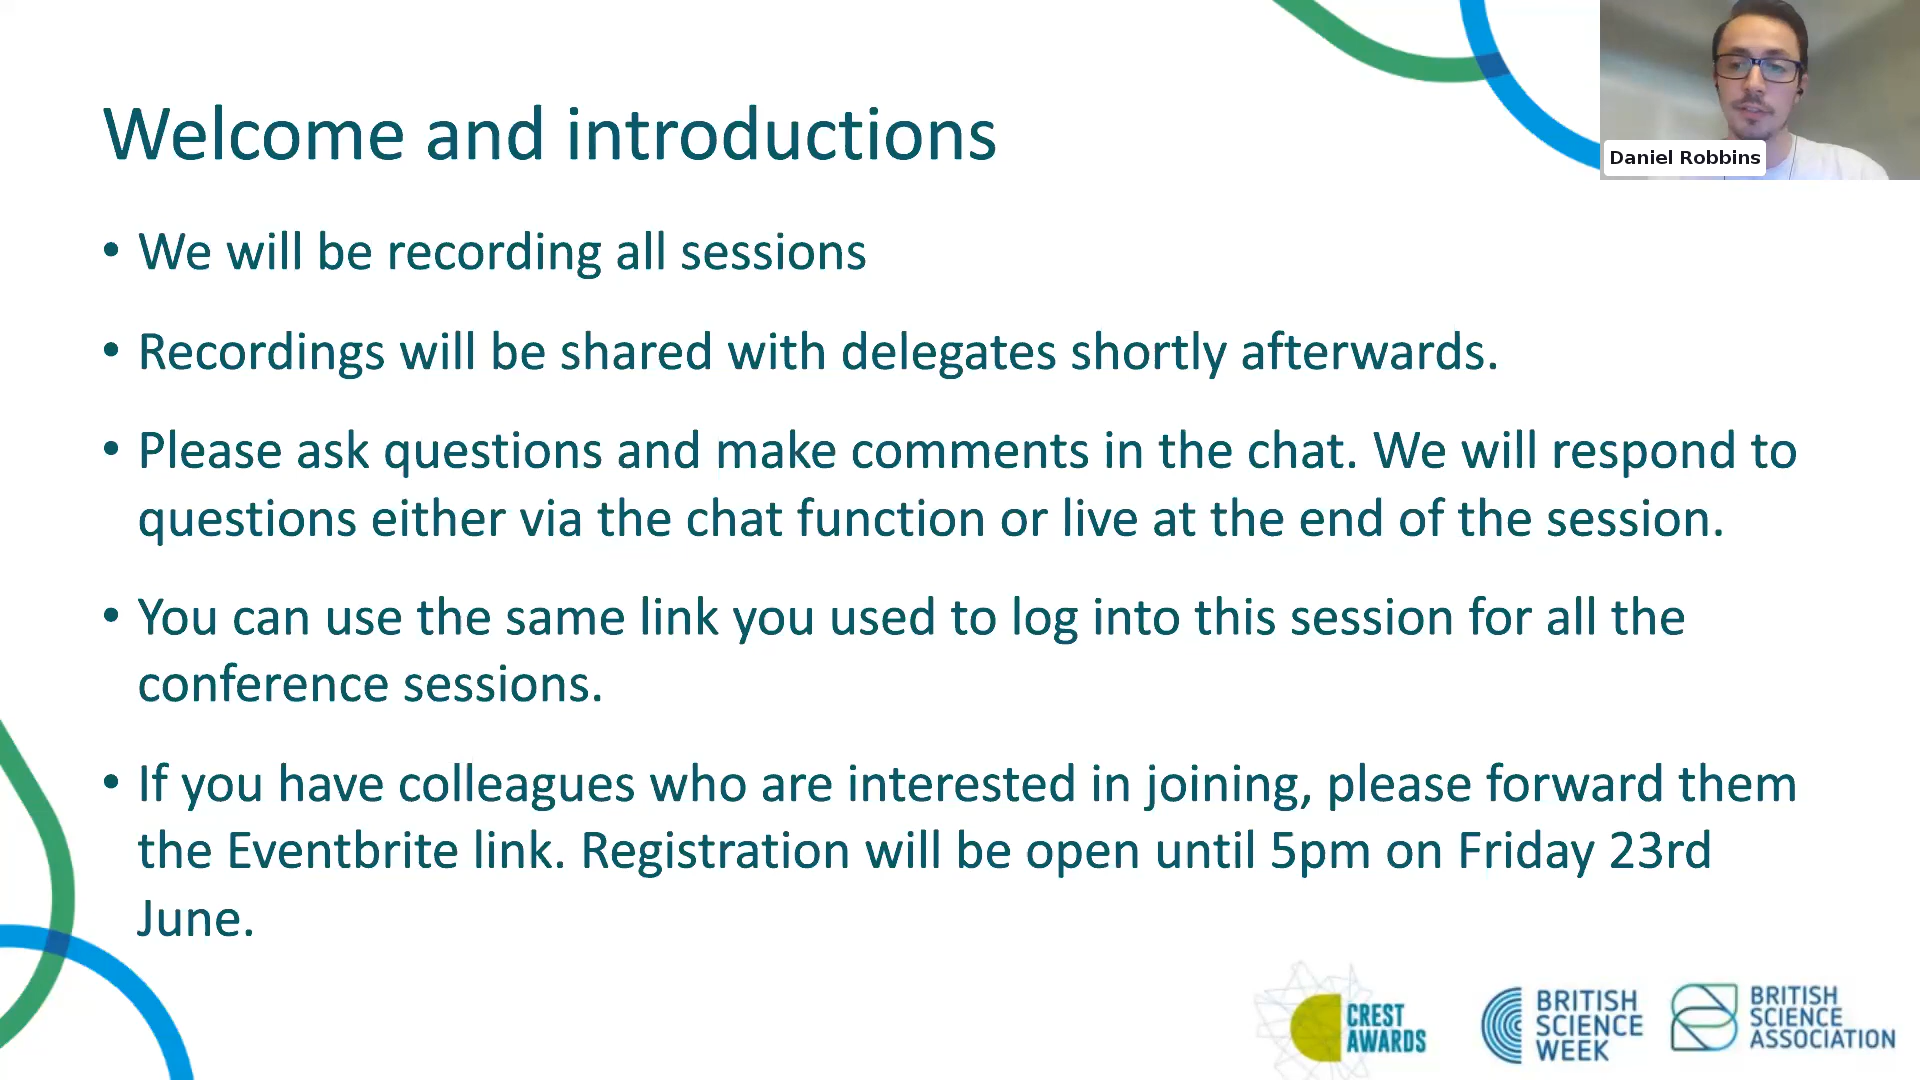 Welcome and introductions
Daniel Robbins
• We will be recording all sessions
• Recordings will be shared with delegates shortly afterwards.
• Please ask questions and make comments in the chat. We will respond to
questions either via the chat function or live at the end of the session.
• You can use the same link you used to log into this session for all the
conference sessions.
• If you have colleagues who are interested in joining, please forward them
the Eventbrite link. Registration will be open until 5pm on Friday 23rd
June.
CREST
AWARDS
BRITISH
SCIENCE
WEEK
BRITISH
SCIENCE
ASSOCIATION